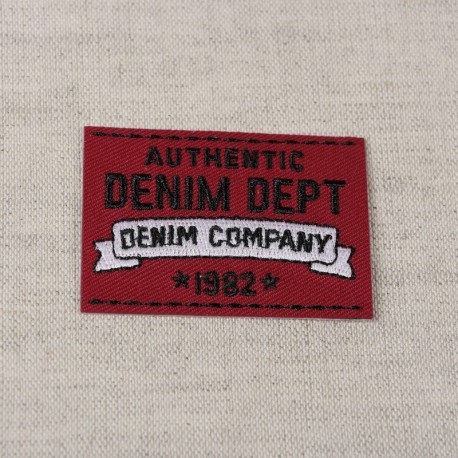 AUTHENTIC
DENIM DEPT
DENIM COMPANY
*1982*